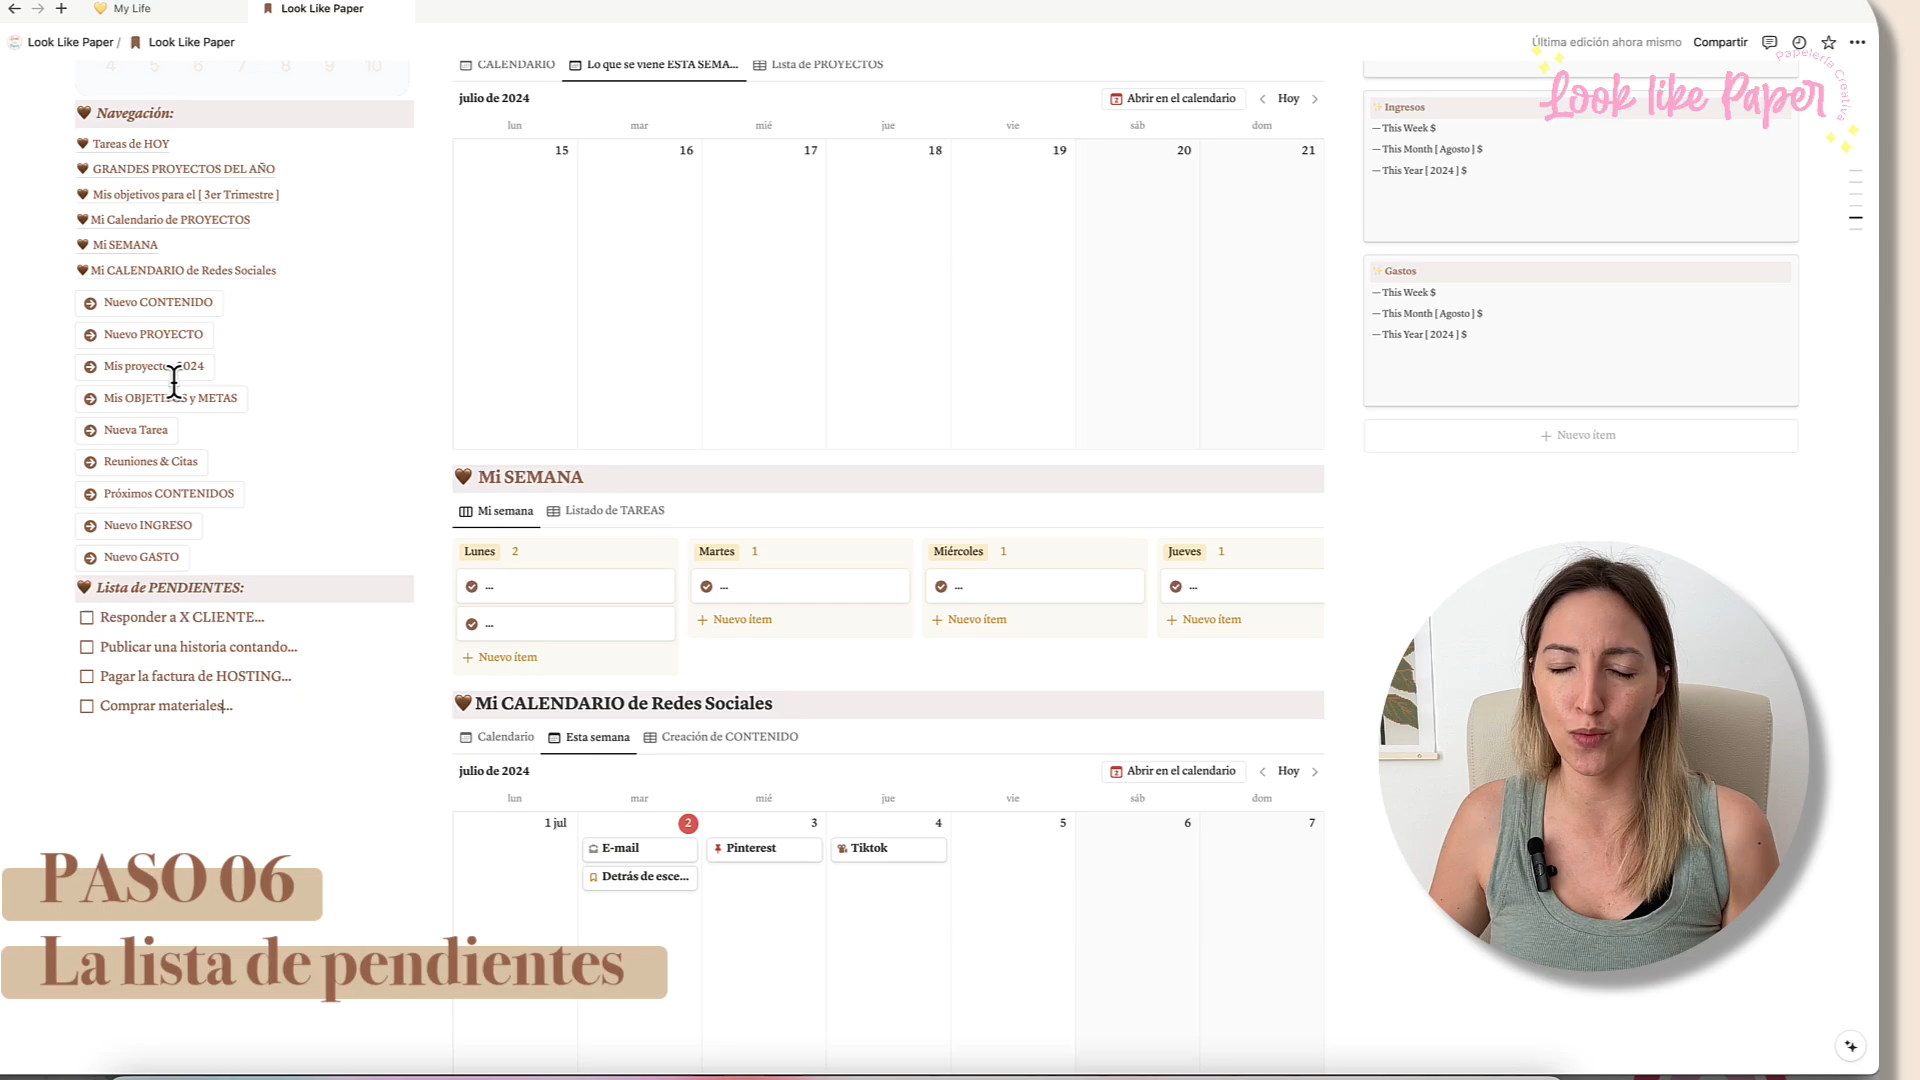 My Life
Look Like Paper
Look Like Paper / Look Like Paper
Última edición ahora mismo
Compartir
Papelería Creativa
Look like Paper
4 5 6 7 8 9 10
Navegación:
Tareas de HOY
GRANDES PROYECTOS DEL AÑO
Mis objetivos para el [ 3er Trimestre ]
Mi Calendario de PROYECTOS
Mi SEMANA
Mi CALENDARIO de Redes Sociales
Nuevo CONTENIDO
Nuevo PROYECTO
Mis proyectos 2024
Mis OBJETIVOS y METAS
Nueva Tarea
Reuniones & Citas
Próximos CONTENIDOS
Nuevo INGRESO
Nuevo GASTO
Lista de PENDIENTES:
Responder a X CLIENTE...
Publicar una historia contando...
Pagar la factura de HOSTING...
Comprar materiales...
CALENDARIO Lo que se viene ESTA SEMA... Lista de PROYECTOS
julio de 2024 Abrir en el calendario Hoy
lun mar mié jue vie sáb dom
15 16 17 18 19 20 21
Mi SEMANA
Mi semana Listado de TAREAS
Lunes 2 Martes 1 Miércoles 1 Jueves 1
... ... ... ...
+ Nuevo ítem + Nuevo ítem + Nuevo ítem
...
+ Nuevo ítem
Mi CALENDARIO de Redes Sociales
Calendario Esta semana Creación de CONTENIDO
julio de 2024 Abrir en el calendario Hoy
lun mar mié jue vie sáb dom
1 jul 2 3 4 5 6 7
E-mail Pinterest Tiktok
Detrás de esce...
Ingresos
— This Week $
— This Month [ Agosto ] $
— This Year [ 2024 ] $
Gastos
— This Week $
— This Month [ Agosto ] $
— This Year [ 2024 ] $
+ Nuevo ítem
PASO 06
La lista de pendientes